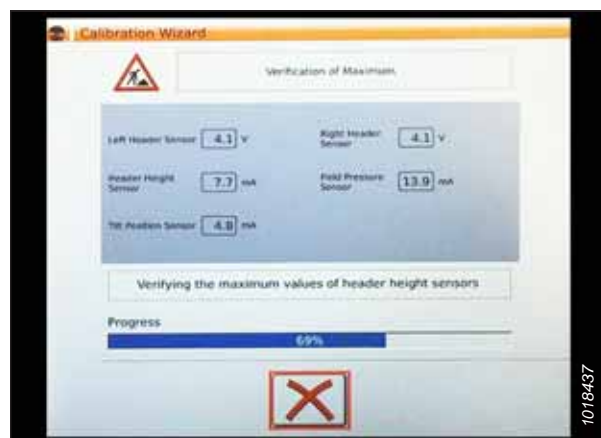 Calibration Wizard
Verification of Maximum
Left Header Sensor 4.1 V
Right Header
Sensor 4.1 V
Header Height
Sensor 7.7 mA
Field Pressure
Sensor 13.9 mA
Tilt Position Sensor 4.8 mA
Verifying the maximum values of header height sensors
Progress
69%
1018437